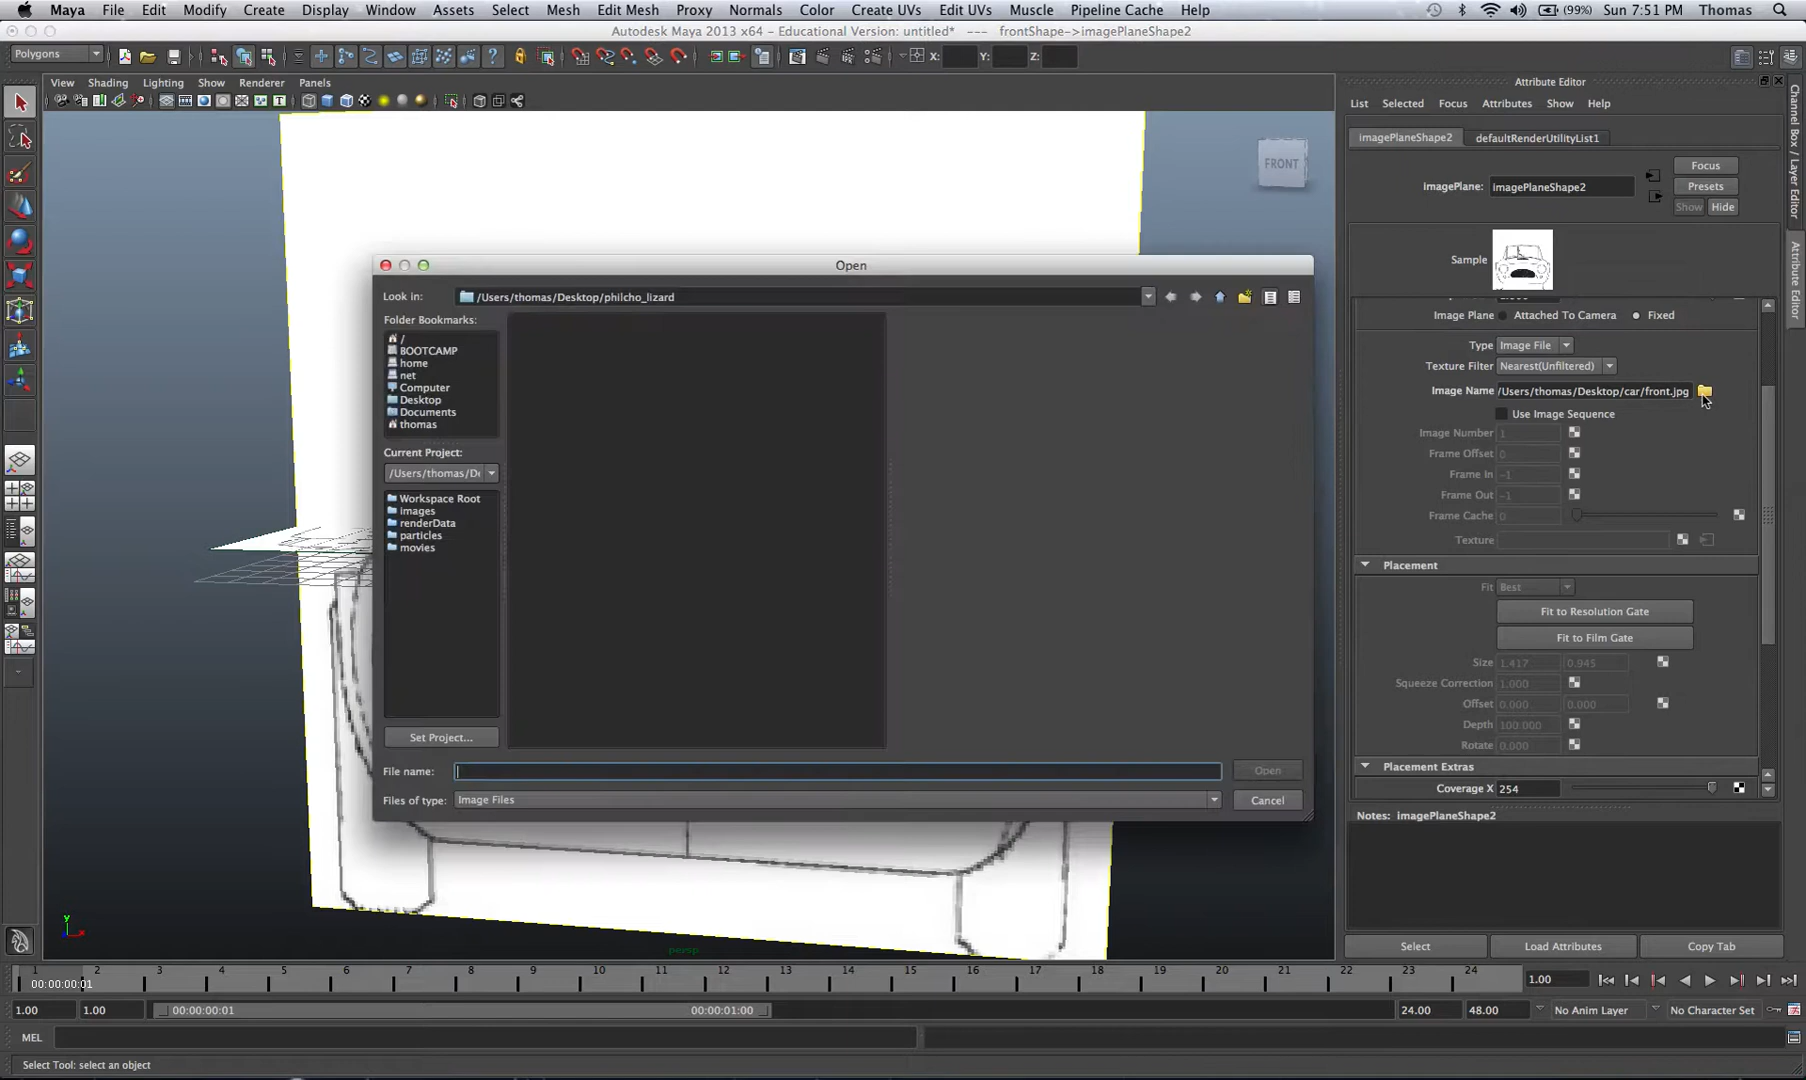 Maya File Edit Modify Create Display Window Assets Select Mesh Edit Mesh Proxy Normals Color Create UVs Edit UVs Muscle Pipeline Cache Help (99%) Sun 7:51 PM Thomas
Autodesk Maya 2013 x64 - Educational Version: untitled* --- frontShape->imagePlaneShape2
Polygons X: Y: Z:
View Shading Lighting Show Renderer Panels
Attribute Editor
List Selected Focus Attributes Show Help
imagePlaneShape2 defaultRenderUtilityList1
Focus
imagePlane: imagePlaneShape2 Presets
Show Hide
FRONT
Sample
Image Plane Attached To Camera Fixed
Type Image File
Texture Filter Nearest(Unfiltered)
Image Name /Users/thomas/Desktop/car/front.jpg
Use Image Sequence
Image Number 1
Frame Offset 0
Frame In -1
Frame Out -1
Frame Cache 0
Texture
Placement
Fit Best
Fit to Resolution Gate
Fit to Film Gate
Size 1.417 0.945
Squeeze Correction 1.000
Offset 0.000 0.000
Depth 100.000
Rotate 0.000
Placement Extras
Coverage X 254
Notes: imagePlaneShape2
Select Load Attributes Copy Tab
Channel Box / Layer Editor
Attribute Editor
Open
Look in: /Users/thomas/Desktop/philcho_lizard
Folder Bookmarks:
/
BOOTCAMP
home
net
Computer
Desktop
Documents
thomas
Current Project:
/Users/thomas/De
Workspace Root
images
renderData
particles
movies
Set Project...
File name: Open
Files of type: Image Files Cancel
y
x
persp
1 2 3 4 5 6 7 8 9 10 11 12 13 14 15 16 17 18 19 20 21 22 23 24 1.00
00:00:00:01
1.00 1.00 00:00:00:01 00:00:01:00 24.00 48.00 No Anim Layer No Character Set
MEL
Select Tool: select an object